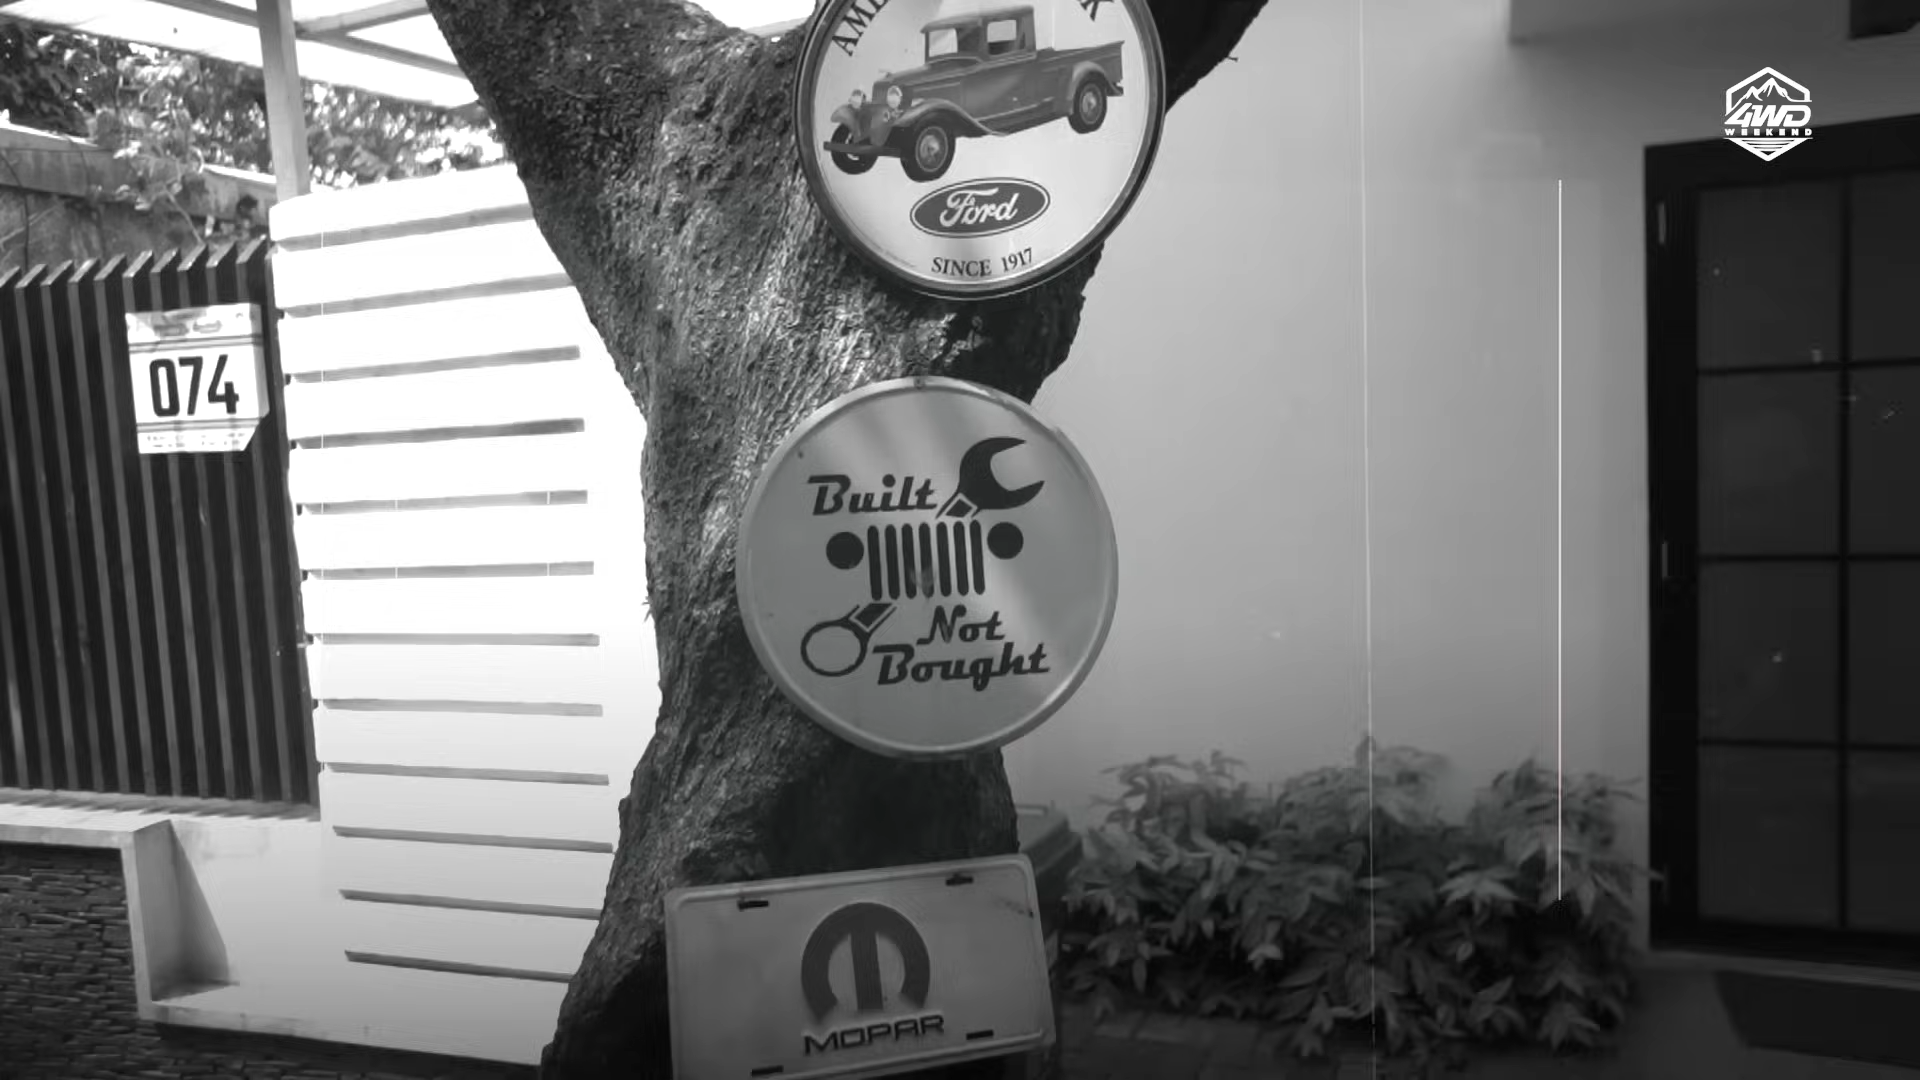 Ford
SINCE 1917
4WD
WEEKEND
074
Built
Not
Bought
MOPAR